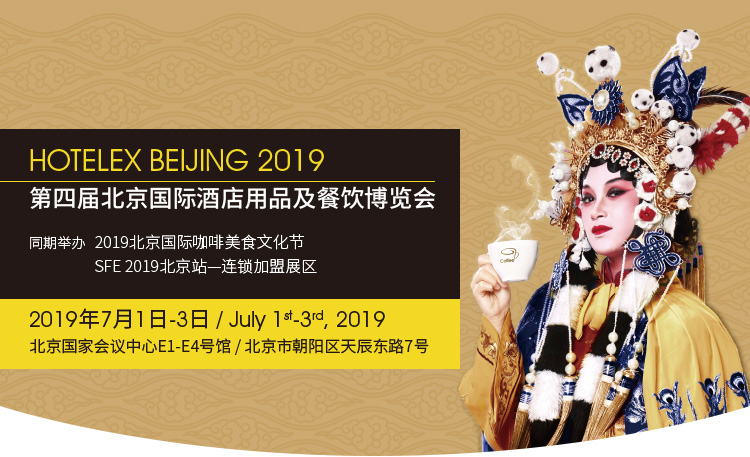 HOTELEX BEIJING 2019
第四届北京国际酒店用品及餐饮博览会
同期举办 2019北京国际咖啡美食文化节
SFE 2019北京站—连锁加盟展区
2019年7月1日-3日 / July 1st-3rd, 2019
北京国家会议中心E1-E4号馆 / 北京市朝阳区天辰东路7号
Coffee